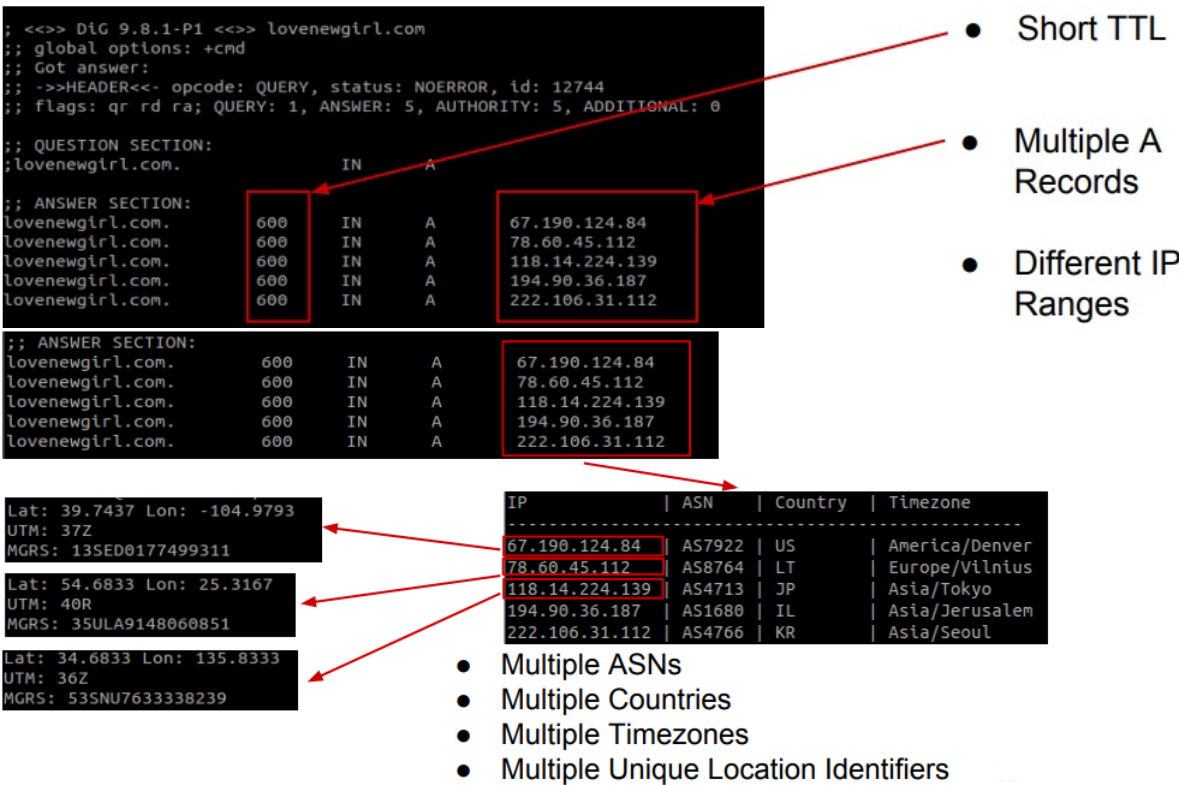 ; <<>> DiG 9.8.1-P1 <<>> lovenewgirl.com
;; global options: +cmd
;; Got answer:
;; ->>HEADER<<- opcode: QUERY, status: NOERROR, id: 12744
;; flags: qr rd ra; QUERY: 1, ANSWER: 5, AUTHORITY: 5, ADDITIONAL: 0
;; QUESTION SECTION:
;lovenewgirl.com. IN A
;; ANSWER SECTION:
lovenewgirl.com. 600 IN A 67.190.124.84
lovenewgirl.com. 600 IN A 78.60.45.112
lovenewgirl.com. 600 IN A 118.14.224.139
lovenewgirl.com. 600 IN A 194.90.36.187
lovenewgirl.com. 600 IN A 222.106.31.112
● Short TTL
● Multiple A
Records
● Different IP
Ranges
;; ANSWER SECTION:
lovenewgirl.com. 600 IN A 67.190.124.84
lovenewgirl.com. 600 IN A 78.60.45.112
lovenewgirl.com. 600 IN A 118.14.224.139
lovenewgirl.com. 600 IN A 194.90.36.187
lovenewgirl.com. 600 IN A 222.106.31.112
Lat: 39.7437 Lon: -104.9793
UTM: 37Z
MGRS: 13SED0177499311
Lat: 54.6833 Lon: 25.3167
UTM: 40R
MGRS: 35ULA9148060851
Lat: 34.6833 Lon: 135.8333
UTM: 36Z
MGRS: 53SNU7633338239
IP | ASN | Country | Timezone
-----------------------------------------------------
67.190.124.84 | AS7922 | US | America/Denver
78.60.45.112 | AS8764 | LT | Europe/Vilnius
118.14.224.139 | AS4713 | JP | Asia/Tokyo
194.90.36.187 | AS1680 | IL | Asia/Jerusalem
222.106.31.112 | AS4766 | KR | Asia/Seoul
● Multiple ASNs
● Multiple Countries
● Multiple Timezones
● Multiple Unique Location Identifiers